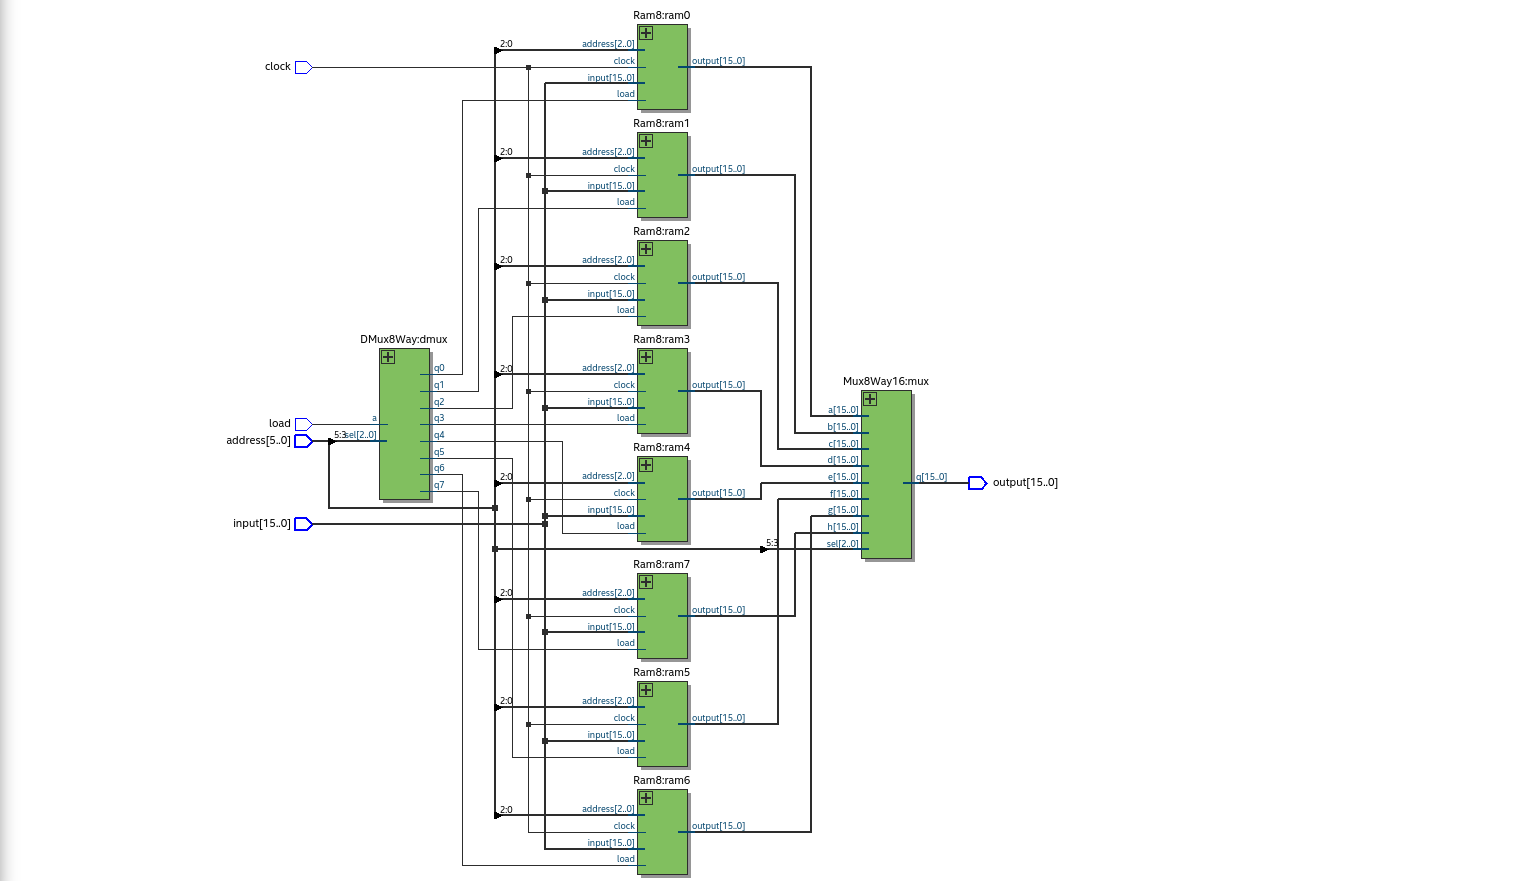 Ram8:ram0
2:0
address[2..0]
clock
clock
output[15..0]
input[15..0]
load
Ram8:ram1
2:0
address[2..0]
clock
output[15..0]
input[15..0]
load
Ram8:ram2
2:0
address[2..0]
clock
output[15..0]
input[15..0]
load
DMux8Way:dmux
Ram8:ram3
q0
2:0
address[2..0]
q1
clock
output[15..0]
q2
input[15..0]
load
a
q3
load
address[5..0]
5:3
sel[2..0]
q4
q5
q6
q7
input[15..0]
Ram8:ram4
2:0
address[2..0]
clock
output[15..0]
input[15..0]
load
Mux8Way16:mux
a[15..0]
b[15..0]
c[15..0]
d[15..0]
e[15..0]
f[15..0]
g[15..0]
h[15..0]
5:3
sel[2..0]
q[15..0]
output[15..0]
Ram8:ram7
2:0
address[2..0]
clock
output[15..0]
input[15..0]
load
Ram8:ram5
2:0
address[2..0]
clock
output[15..0]
input[15..0]
load
Ram8:ram6
2:0
address[2..0]
clock
output[15..0]
input[15..0]
load